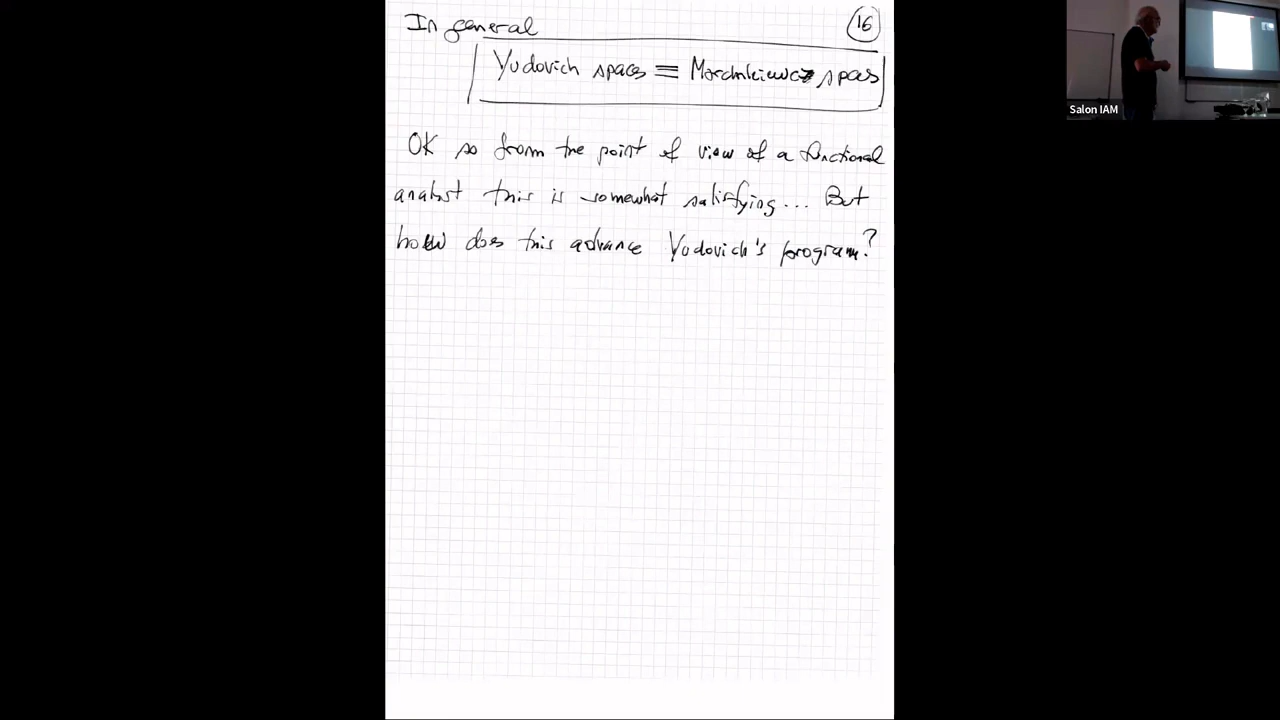 In general
16
Yudovich spaces ≡ Marcinkiewicz spaces
OK so from the point of view of a functional
analyst this is somewhat satisfying... But
how does this advance Yudovich's program?
Salon IAM